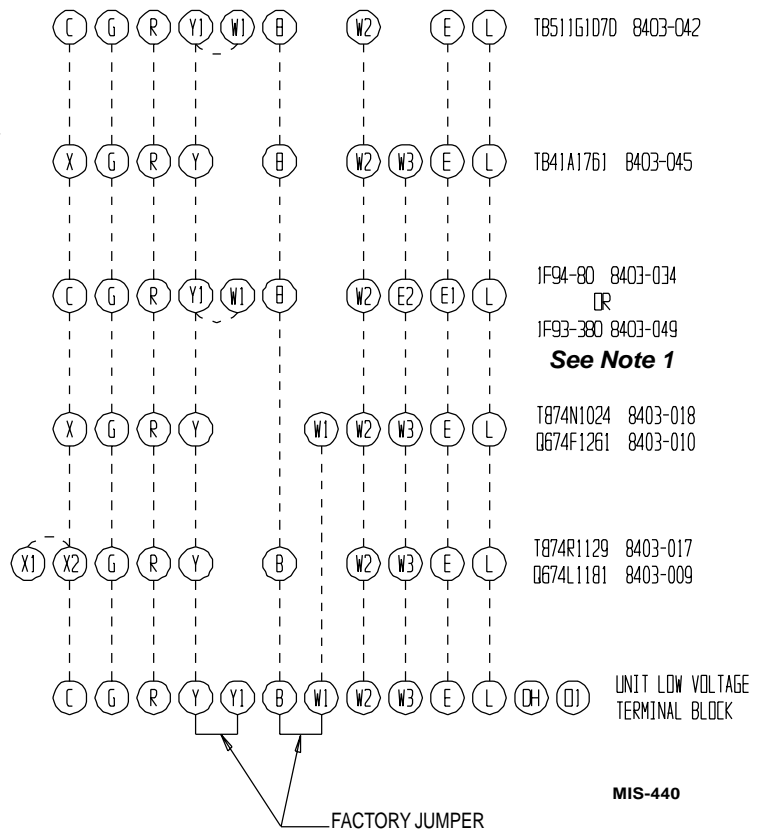 C G R Y1 W1 B W2 E L TB511G1070 8403-042
X G R Y B W2 W3 E L TB41A1761 8403-045
C G R Y1 W1 B W2 E2 E1 L 1F94-80 8403-034
OR
1F93-380 8403-049
See Note 1
X G R Y W1 W2 W3 E L T874N1024 8403-018
Q674F1261 8403-010
X1 X2 G R Y B W2 W3 E L T874R1129 8403-017
Q674L1181 8403-009
C G R Y Y1 B W1 W2 W3 E L OH O1 UNIT LOW VOLTAGE
TERMINAL BLOCK
MIS-440
FACTORY JUMPER